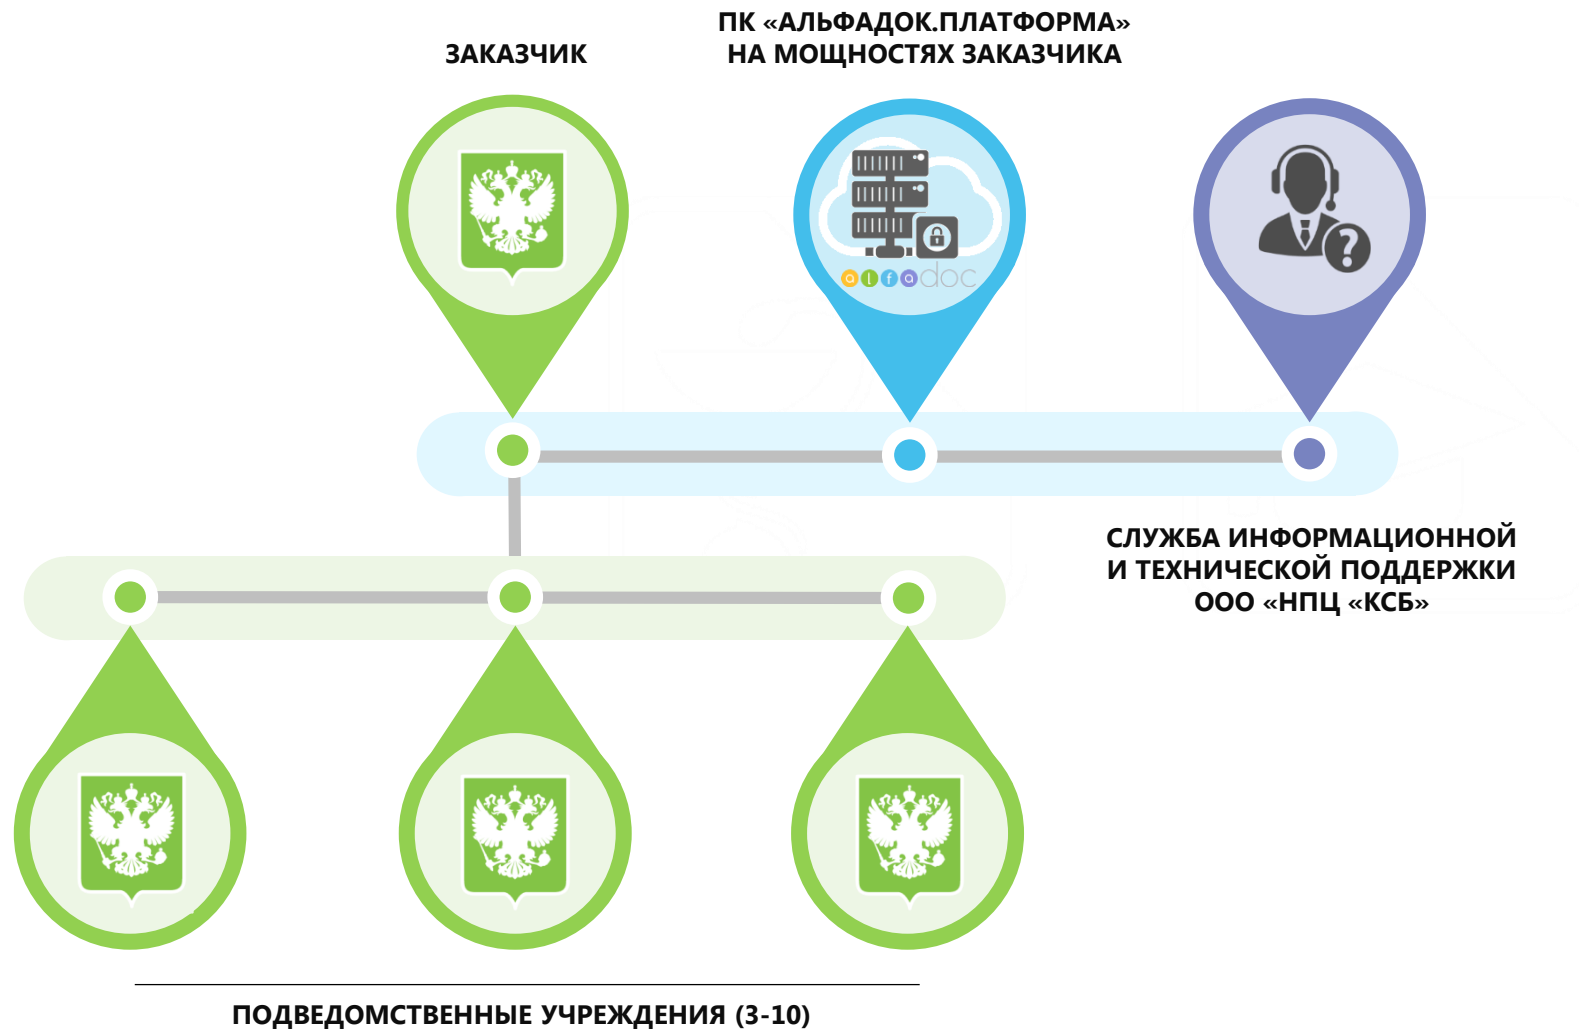 ПК «АЛЬФАДОК.ПЛАТФОРМА»
НА МОЩНОСТЯХ ЗАКАЗЧИКА
ЗАКАЗЧИК
alfadoc
?
СЛУЖБА ИНФОРМАЦИОННОЙ
И ТЕХНИЧЕСКОЙ ПОДДЕРЖКИ
ООО «НПЦ «КСБ»
ПОДВЕДОМСТВЕННЫЕ УЧРЕЖДЕНИЯ (3-10)